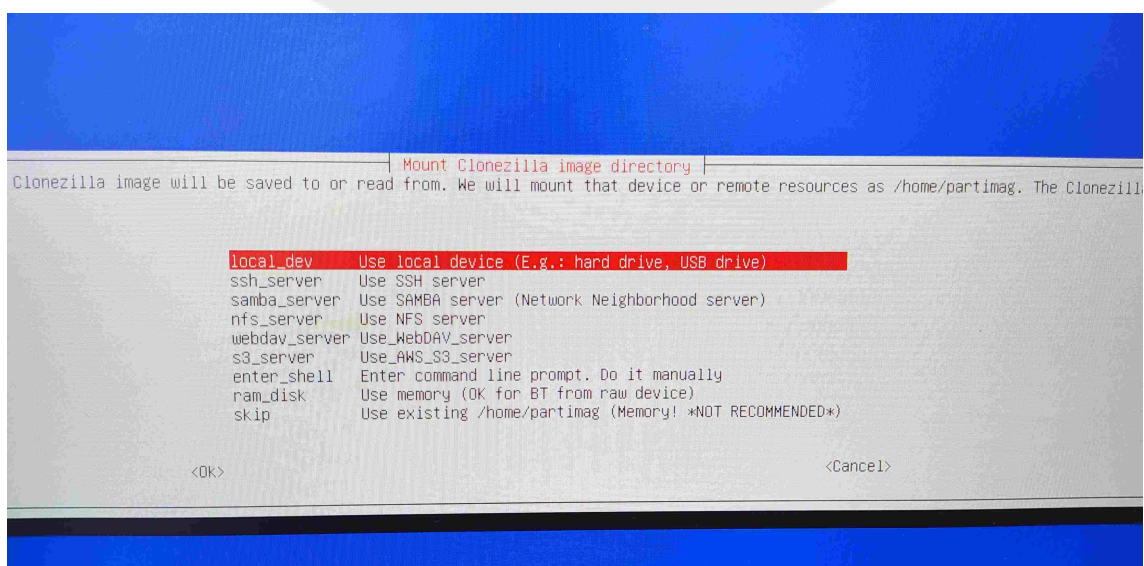 Mount Clonezilla image directory
Clonezilla image will be saved to or read from. We will mount that device or remote resources as /home/partimag. The Clonezilla
local_dev Use local device (E.g.: hard drive, USB drive)
ssh_server Use SSH server
samba_server Use SAMBA server (Network Neighborhood server)
nfs_server Use NFS server
webdav_server Use_WebDAV_server
s3_server Use_AWS_S3_server
enter_shell Enter command line prompt. Do it manually
ram_disk Use memory (OK for BT from raw device)
skip Use existing /home/partimag (Memory! *NOT RECOMMENDED*)
<Ok> <Cancel>